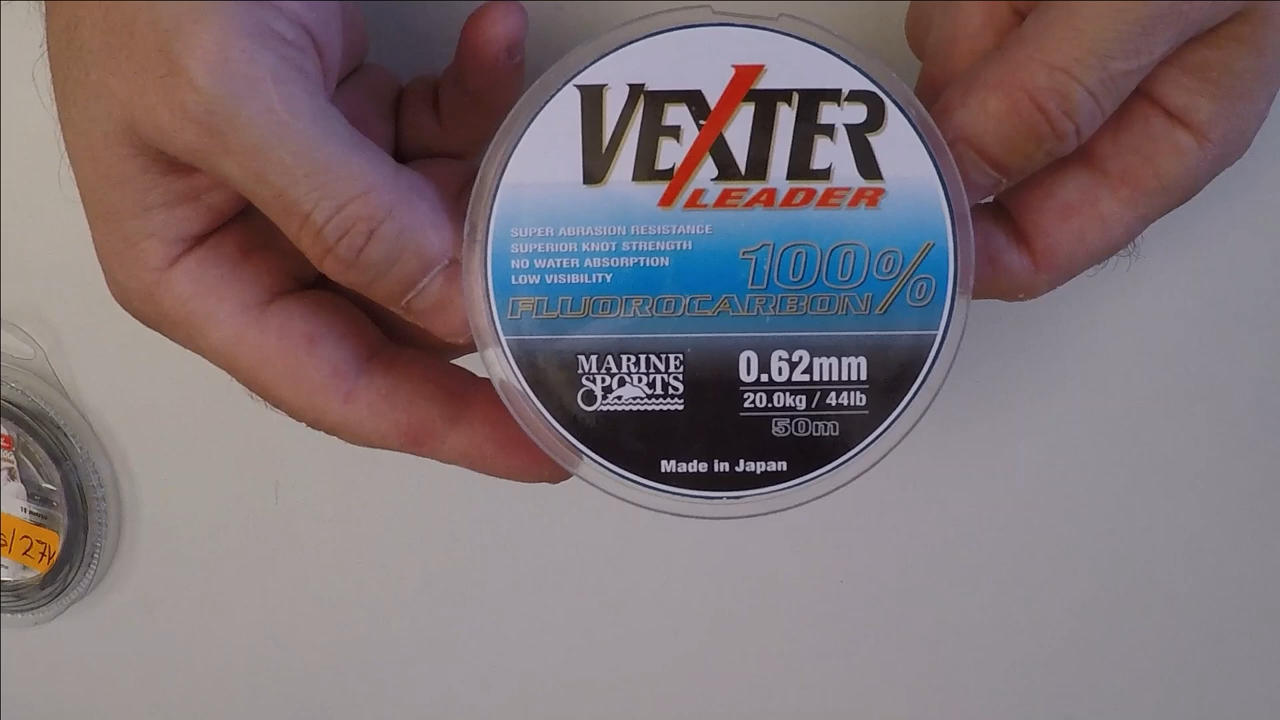 VEXTER
LEADER
SUPER ABRASION RESISTANCE
SUPERIOR KNOT STRENGTH
NO WATER ABSORPTION
LOW VISIBILITY
100%
FLUOROCARBON
MARINE
SPORTS
0.62mm
20.0kg / 44lb
50m
Made in Japan